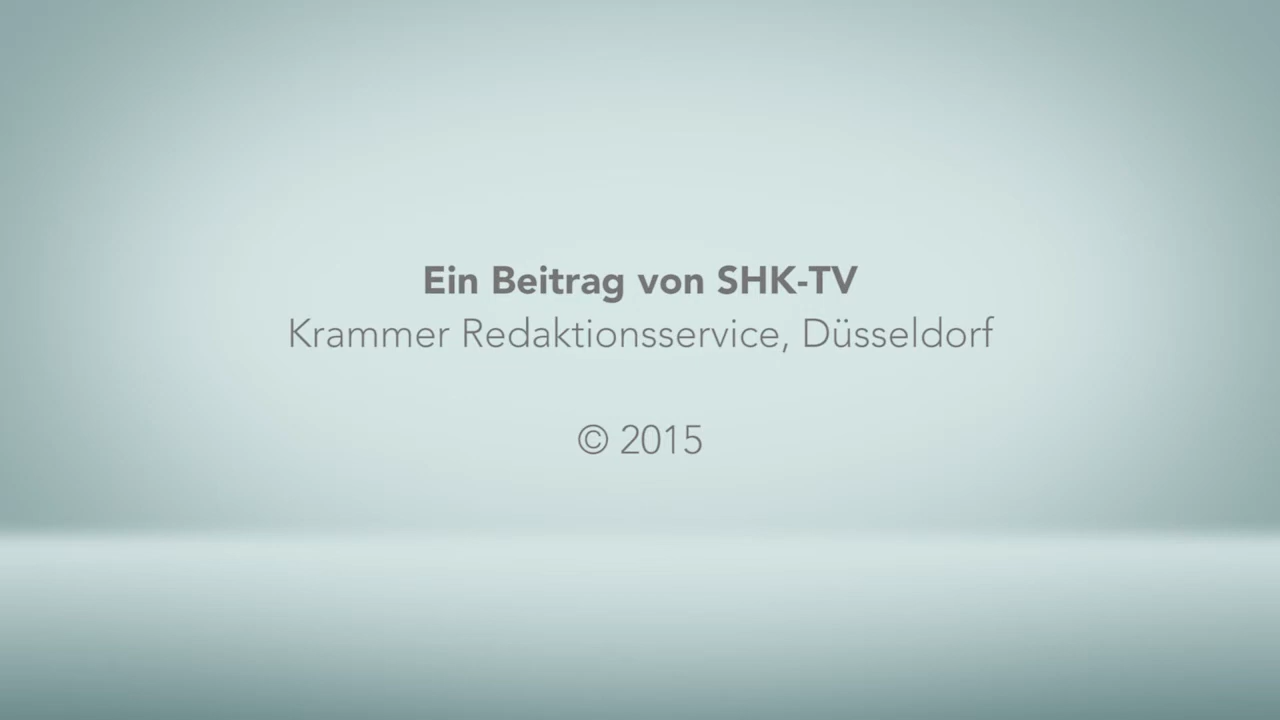 Ein Beitrag von SHK-TV
Krammer Redaktionsservice, Düsseldorf
© 2015